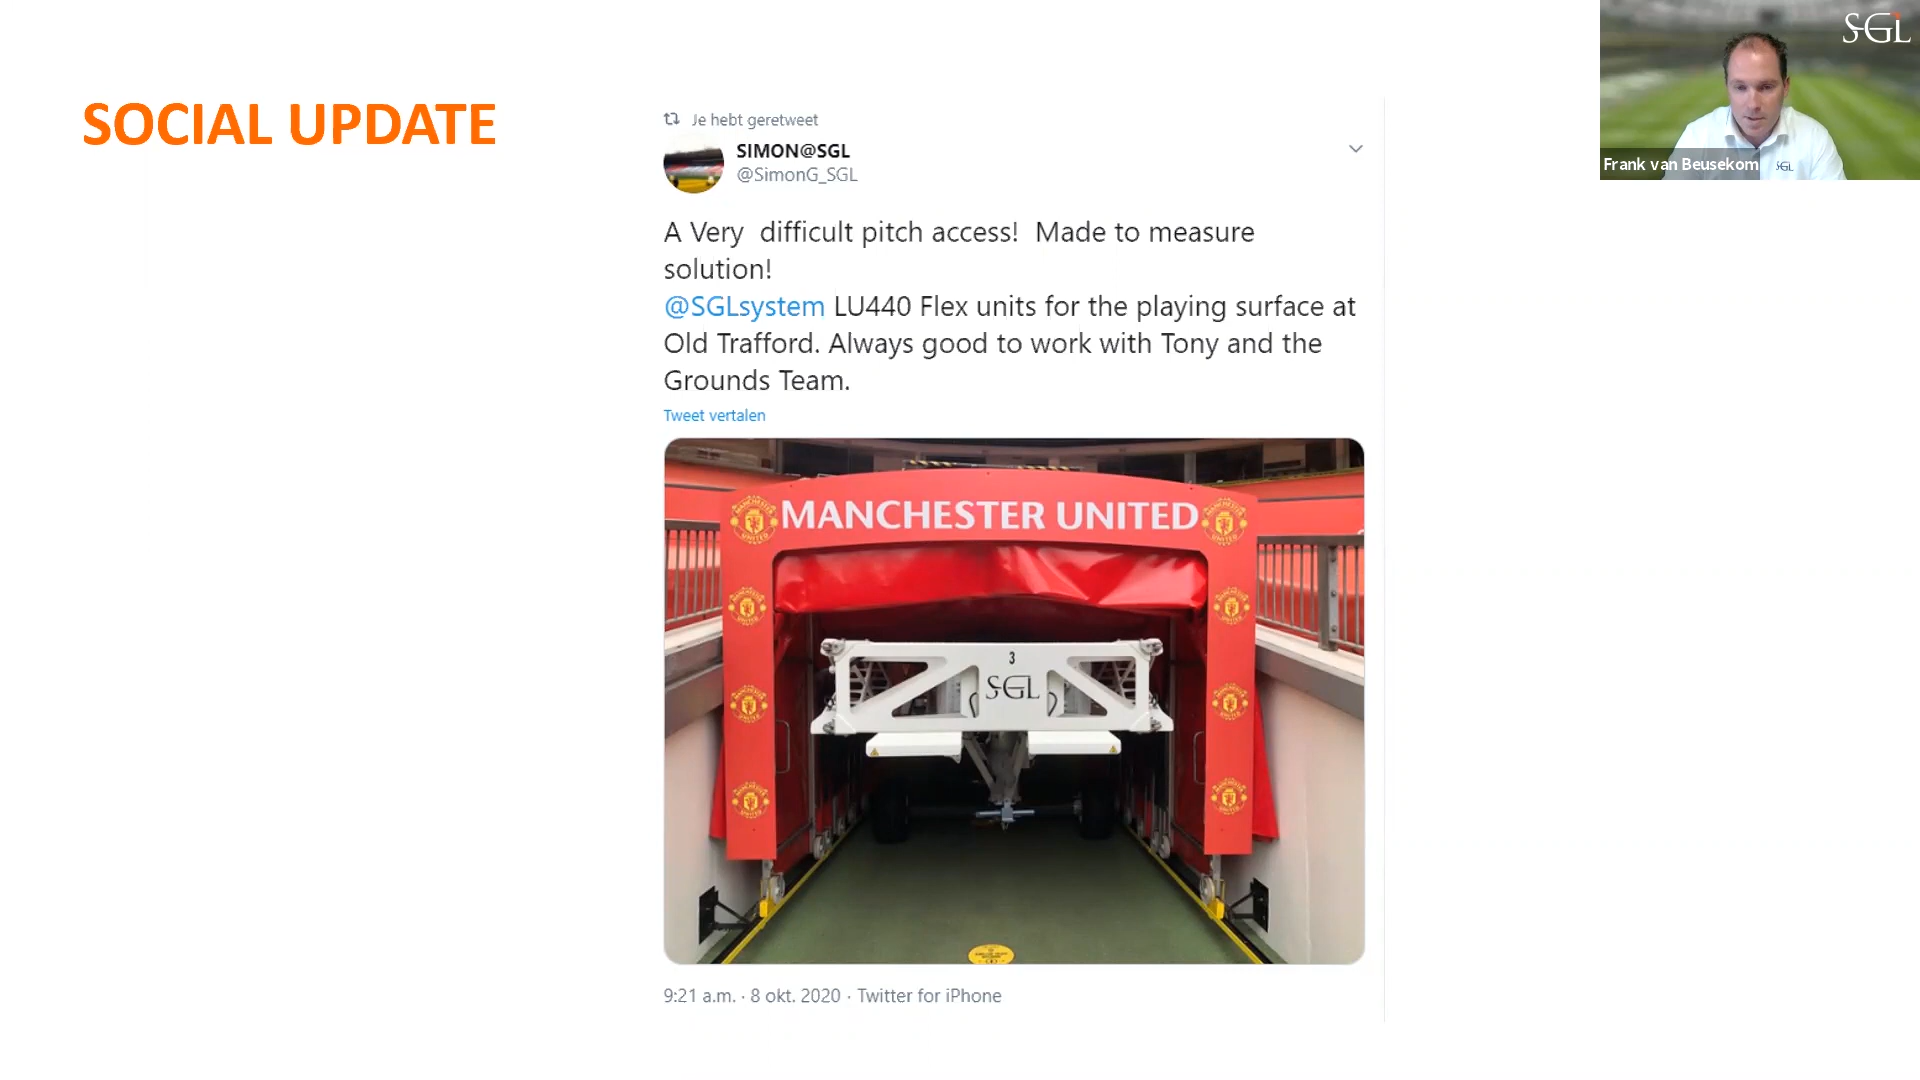 SOCIAL UPDATE
Je hebt geretweet
SIMON@SGL
@SimonG_SGL
A Very  difficult pitch access!  Made to measure
solution!
@SGLsystem LU440 Flex units for the playing surface at
Old Trafford. Always good to work with Tony and the
Grounds Team.
Tweet vertalen
MANCHESTER UNITED
3
SGL
9:21 a.m. · 8 okt. 2020 · Twitter for iPhone
SGL
Frank van Beusekom
SGL